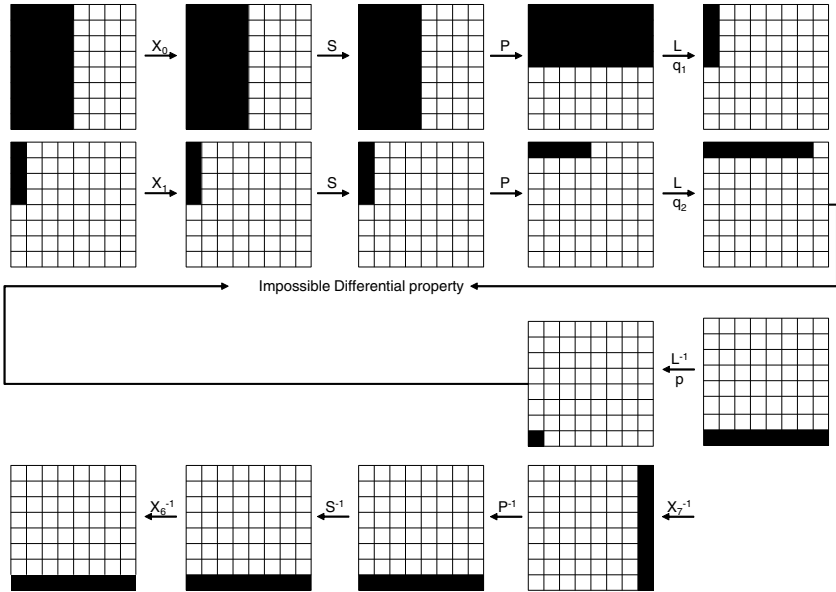 X0 S P L
q1
X1 S P L
q2
Impossible Differential property
L-1
p
X6-1 S-1 P-1 X7-1